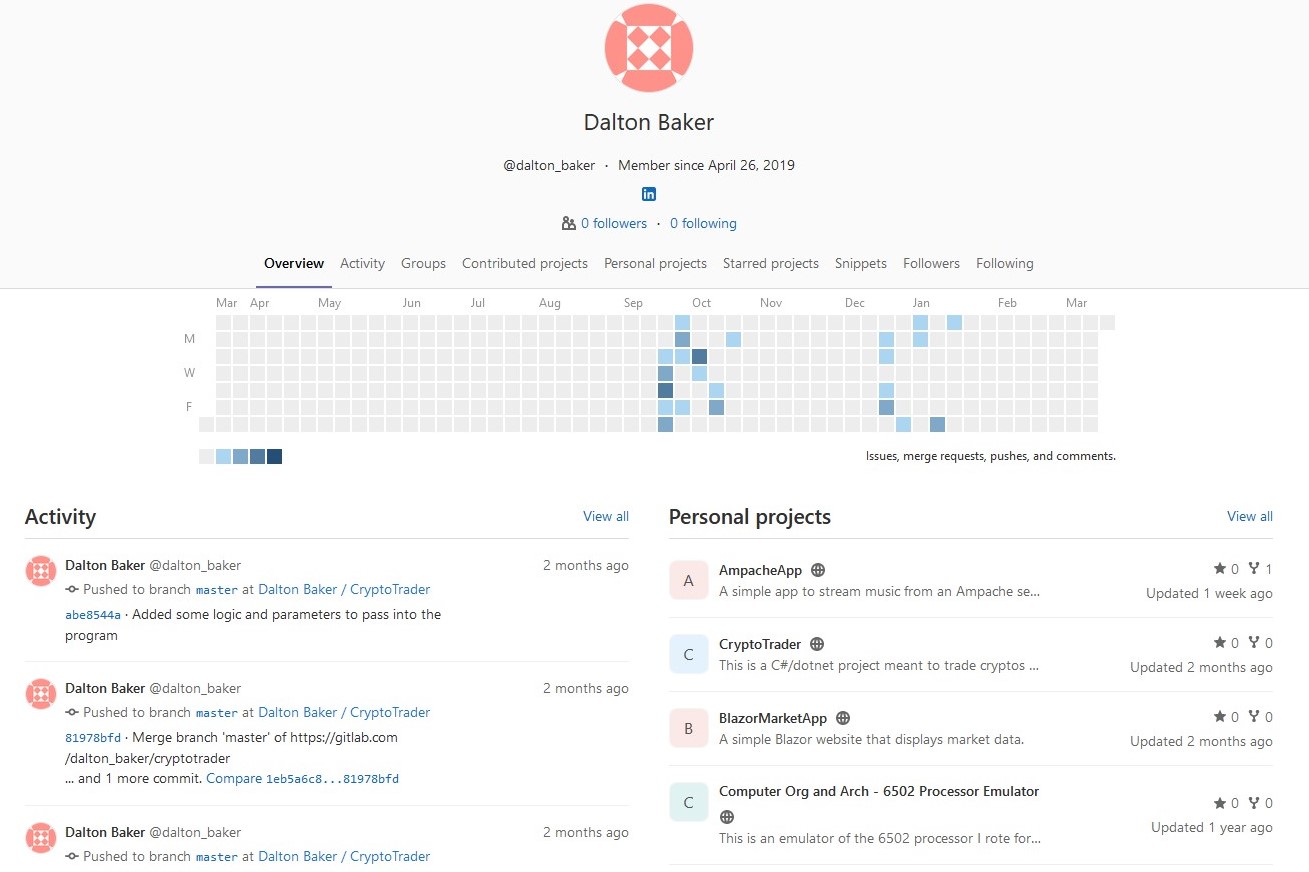 Dalton Baker
@dalton_baker · Member since April 26, 2019
in
0 followers · 0 following
Overview Activity Groups Contributed projects Personal projects Starred projects Snippets Followers Following
Mar Apr May Jun Jul Aug Sep Oct Nov Dec Jan Feb Mar
M
W
F
Issues, merge requests, pushes, and comments.
Activity View all
Dalton Baker @dalton_baker 2 months ago
Pushed to branch master at Dalton Baker / CryptoTrader
abe8544a · Added some logic and parameters to pass into the
program
Dalton Baker @dalton_baker 2 months ago
Pushed to branch master at Dalton Baker / CryptoTrader
81978bfd · Merge branch 'master' of https://gitlab.com
/dalton_baker/cryptotrader
... and 1 more commit. Compare 1eb5a6c8...81978bfd
Dalton Baker @dalton_baker 2 months ago
Pushed to branch master at Dalton Baker / CryptoTrader
Personal projects View all
A AmpacheApp 0 1
A simple app to stream music from an Ampache se... Updated 1 week ago
C CryptoTrader 0 0
This is a C#/dotnet project meant to trade cryptos ... Updated 2 months ago
B BlazorMarketApp 0 0
A simple Blazor website that displays market data. Updated 2 months ago
C Computer Org and Arch - 6502 Processor Emulator 0 0
This is an emulator of the 6502 processor I rote for... Updated 1 year ago